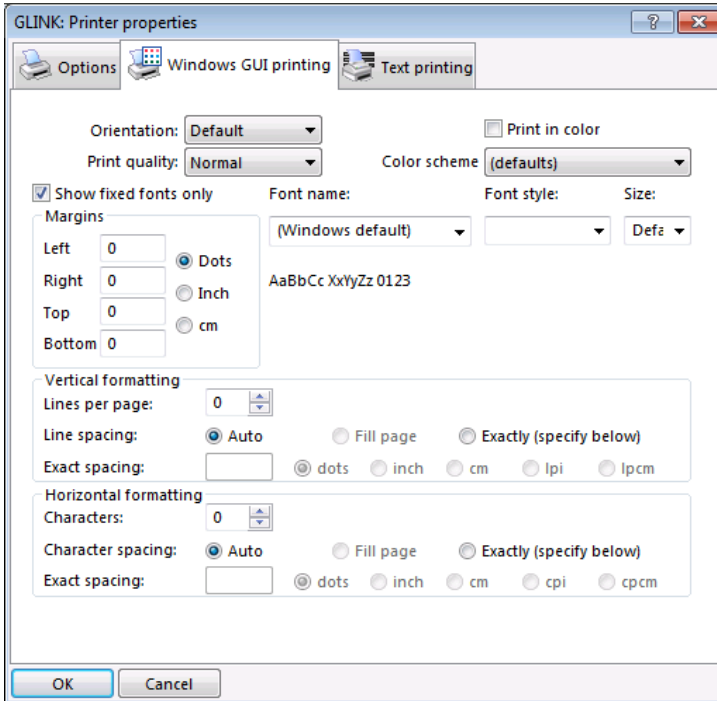 GLINK: Printer properties
Options Windows GUI printing Text printing
Orientation: Default Print in color
Print quality: Normal Color scheme (defaults)
Show fixed fonts only Font name: Font style: Size:
Margins
(Windows default) Defa
Left 0
Dots
Right 0 AaBbCc XxYyZz 0123
Inch
Top 0
cm
Bottom 0
Vertical formatting
Lines per page: 0
Line spacing: Auto Fill page Exactly (specify below)
Exact spacing: dots inch cm lpi lpcm
Horizontal formatting
Characters: 0
Character spacing: Auto Fill page Exactly (specify below)
Exact spacing: dots inch cm cpi cpcm
OK Cancel